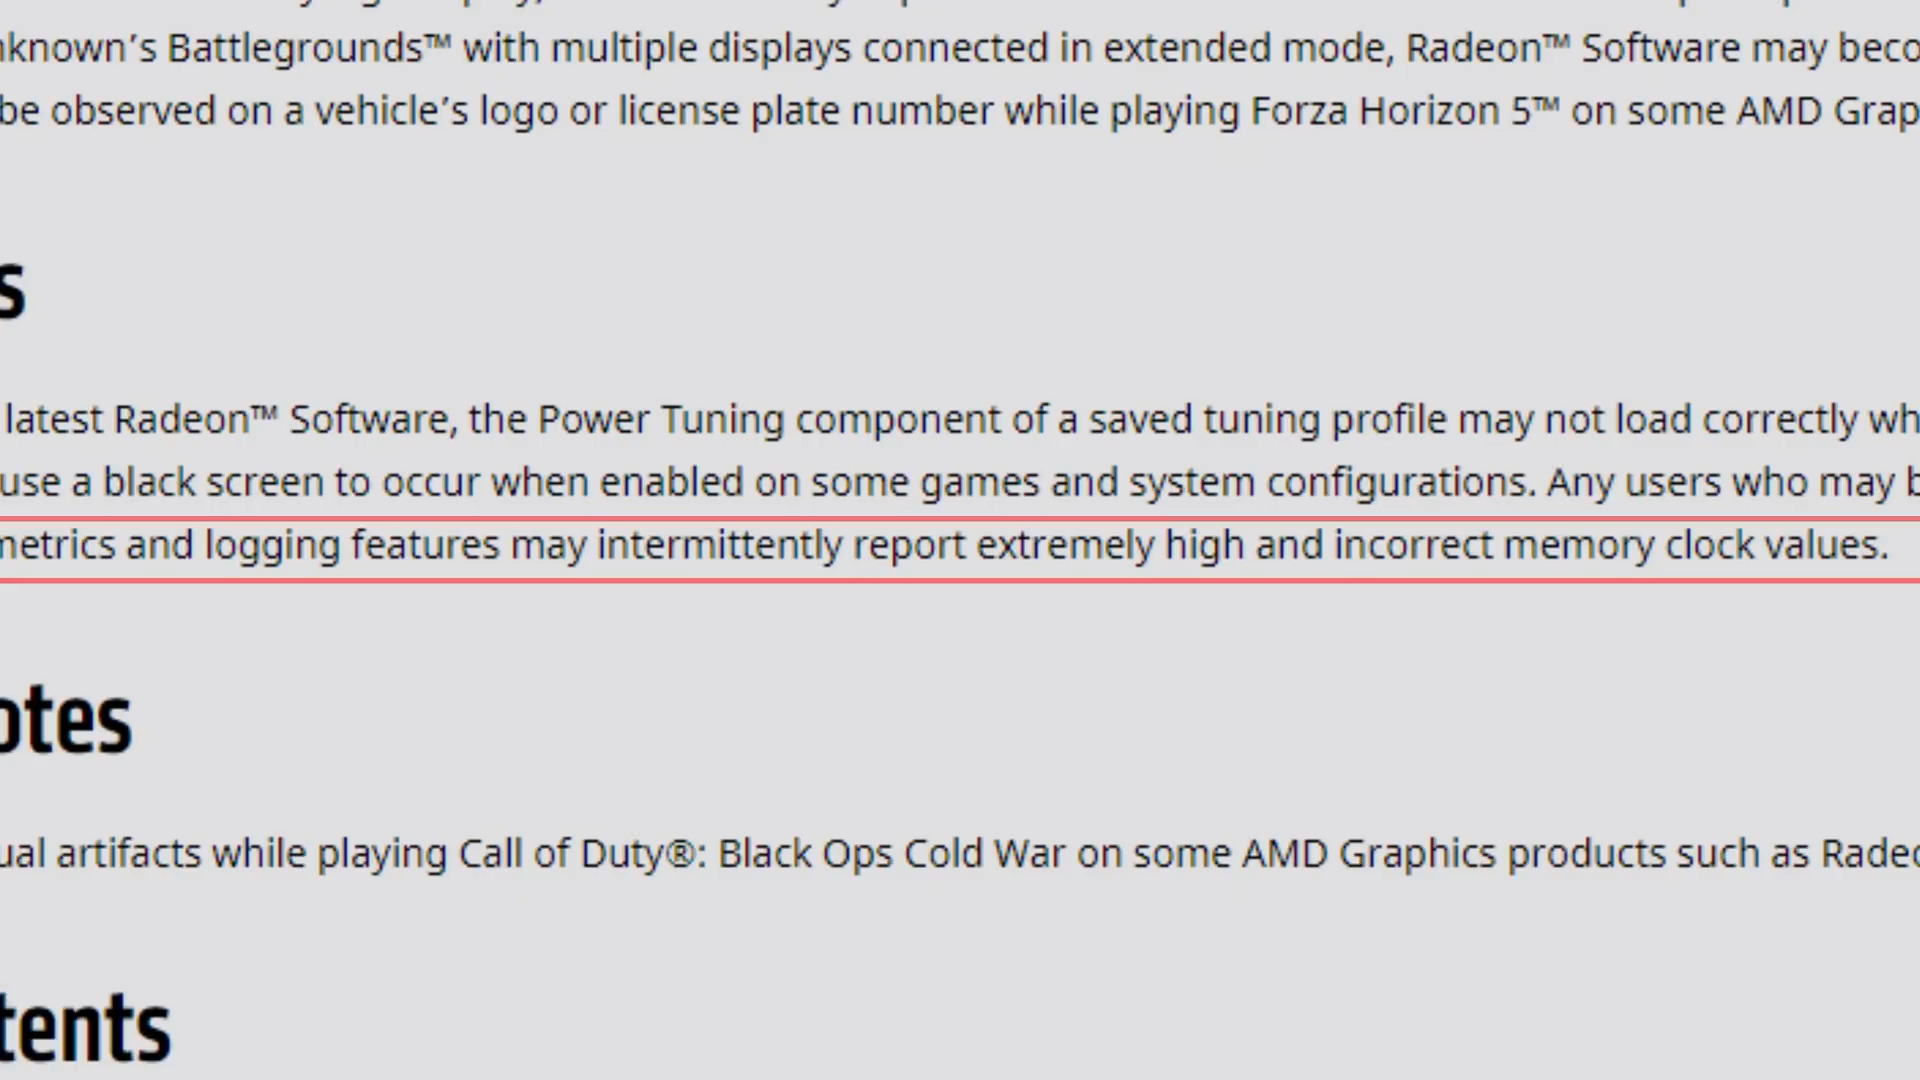 nknown’s Battlegrounds™ with multiple displays connected in extended mode, Radeon™ Software may beco
be observed on a vehicle’s logo or license plate number while playing Forza Horizon 5™ on some AMD Grap
s
latest Radeon™ Software, the Power Tuning component of a saved tuning profile may not load correctly wh
use a black screen to occur when enabled on some games and system configurations. Any users who may b
metrics and logging features may intermittently report extremely high and incorrect memory clock values.
otes
ual artifacts while playing Call of Duty®: Black Ops Cold War on some AMD Graphics products such as Radeo
tents